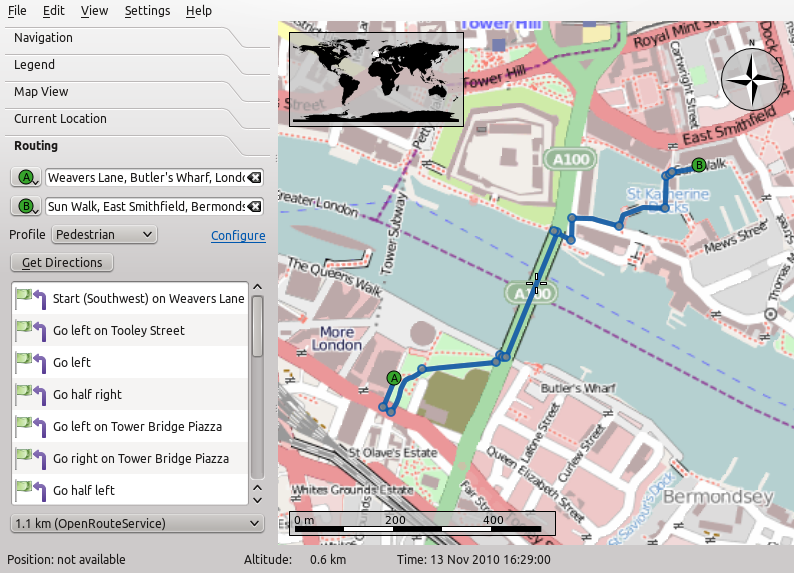 File Edit View Settings Help
Navigation
Legend
Map View
Current Location
Routing
A Weavers Lane, Butler's Wharf, Lond
B Sun Walk, East Smithfield, Bermonds
Profile Pedestrian Configure
Get Directions
Start (Southwest) on Weavers Lane
Go left on Tooley Street
Go left
Go half right
Go left on Tower Bridge Piazza
Go right on Tower Bridge Piazza
Go half left
1.1 km (OpenRouteService)
Tower Hill
Royal Mint
Dock
Cartwright Street
Tower Hill
Street
N
East Smithfield
A100
B
Walk
St Katherine
Docks
Greater London
Tower Subway
Mews Street
Thomas
The Queens Walk
A100
More
London
A
Butler's Wharf
Lafone Street
Curlew Street
St Olave's Estate
Queen Elizabeth Street
Whites Grounds Estate
Fair Street
St Saviours Dock
Bermondsey
0 m 200 400
Position: not available Altitude: 0.6 km Time: 13 Nov 2010 16:29:00